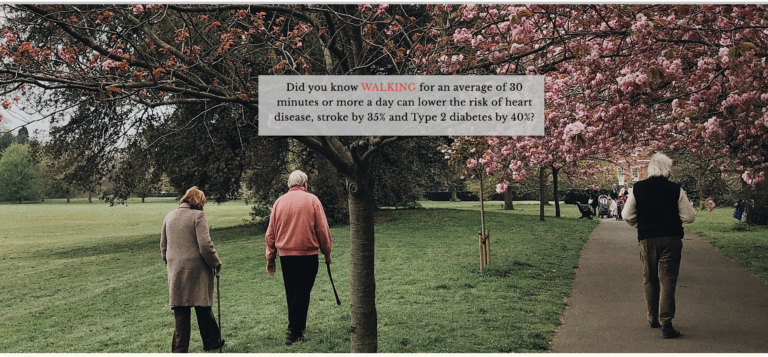 Did you know WALKING for an average of 30
minutes or more a day can lower the risk of heart
disease, stroke by 35% and Type 2 diabetes by 40%?